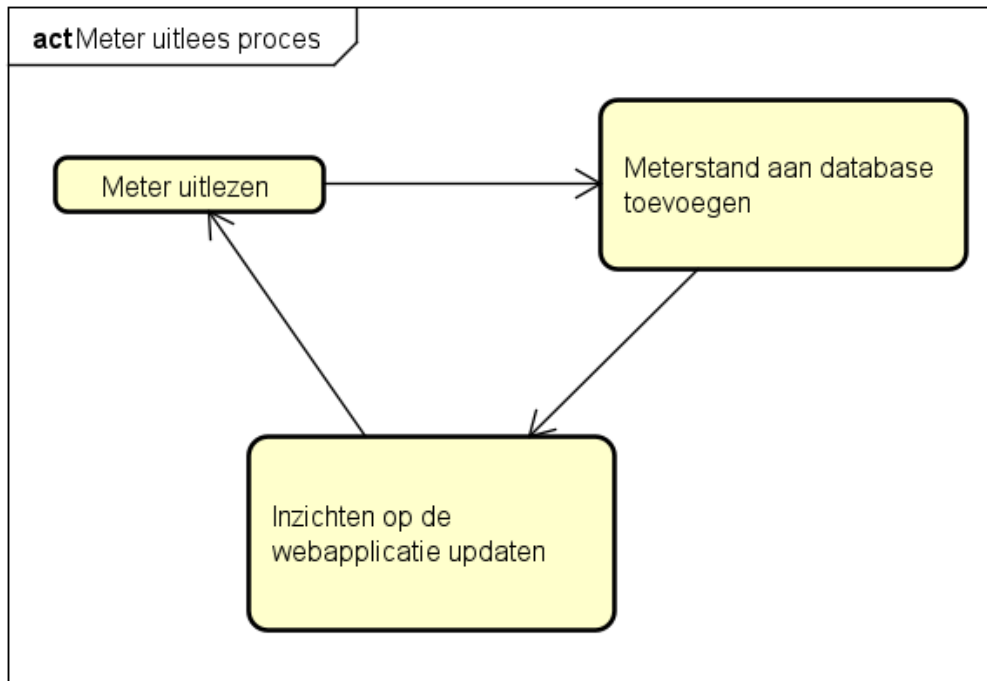 act Meter uitlees proces
Meter uitlezen
Meterstand aan database
toevoegen
Inzichten op de
webapplicatie updaten